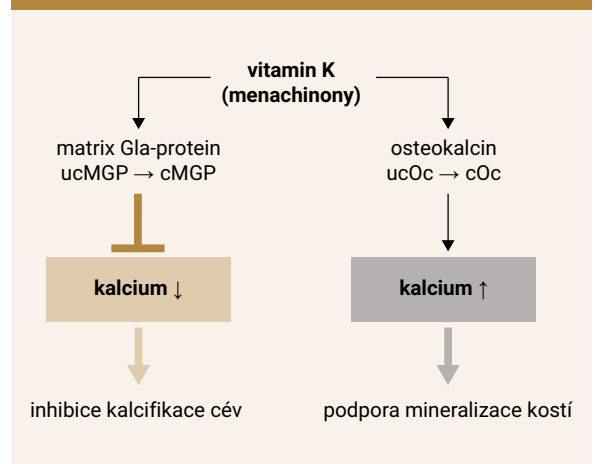 vitamin K
(menachinony)
matrix Gla-protein
ucMGP → cMGP
osteokalcin
ucOc → cOc
kalcium ↓
kalcium ↑
inhibice kalcifikace cév
podpora mineralizace kostí